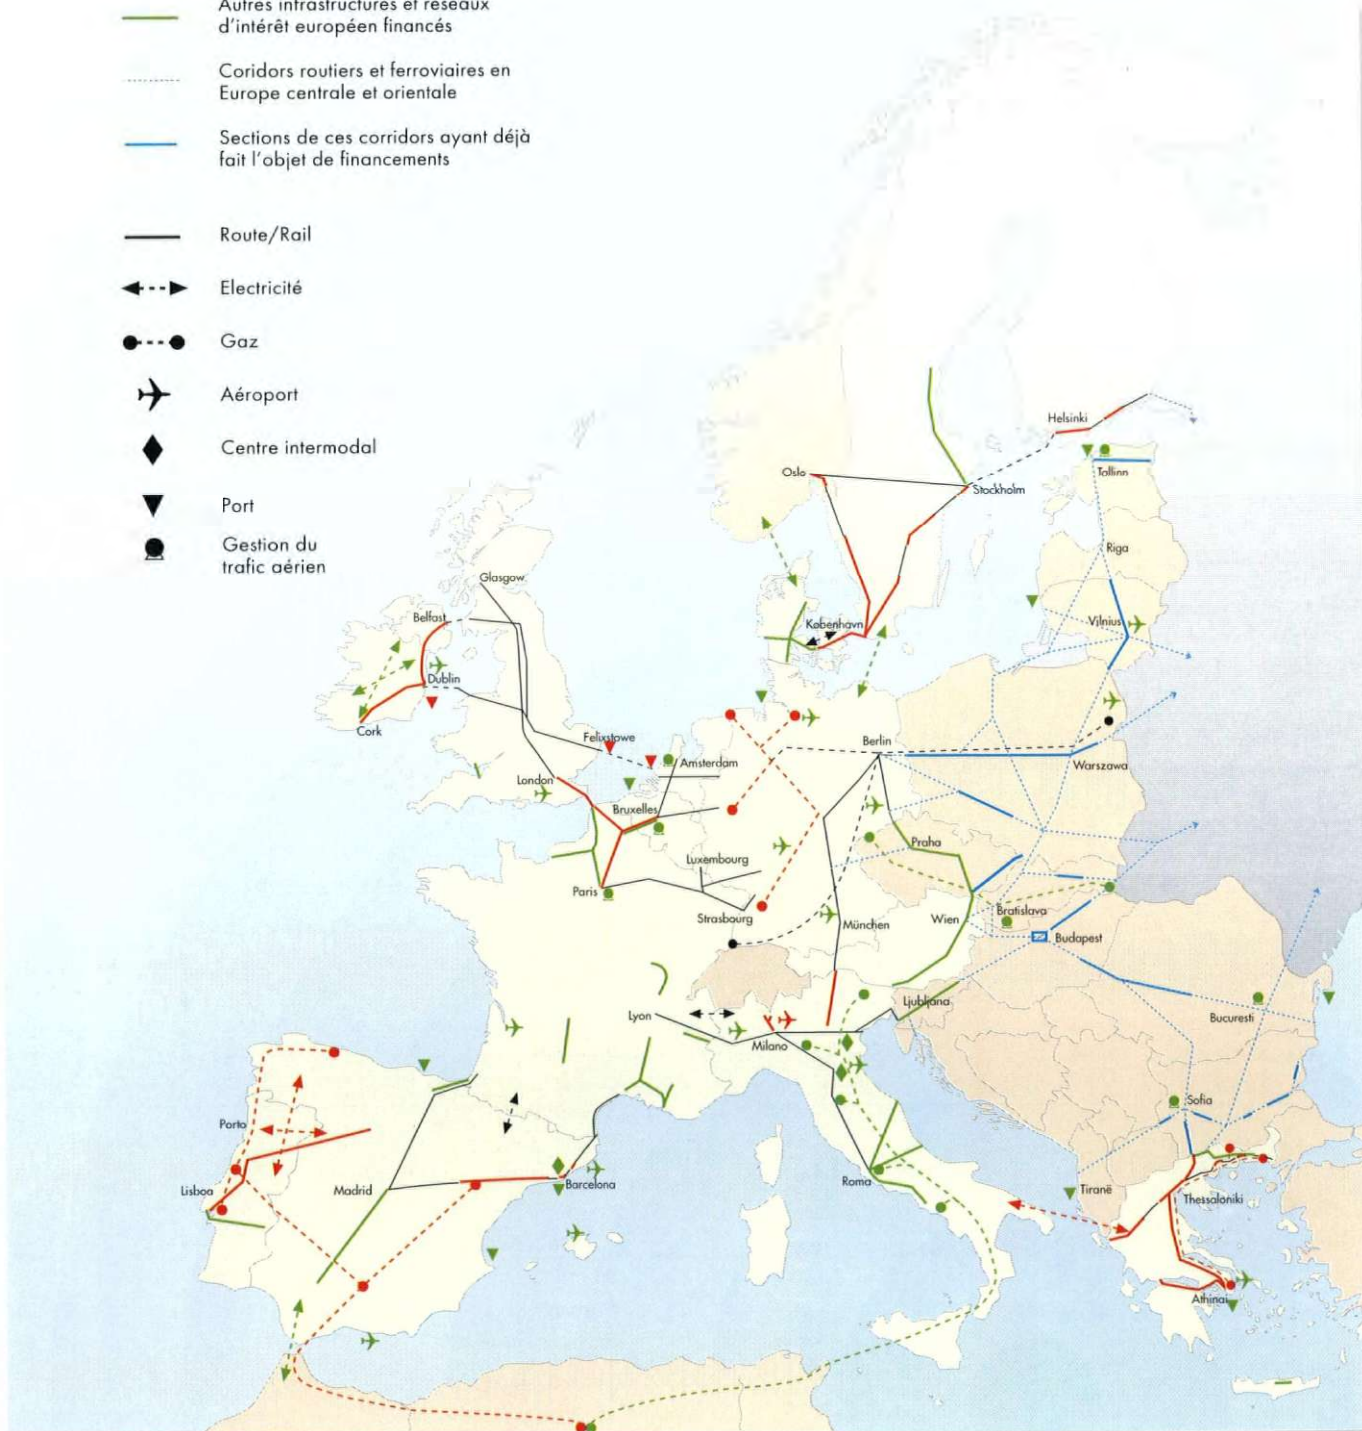 Autres infrastructures et réseaux
d'intérêt européen financés
Coridors routiers et ferroviaires en
Europe centrale et orientale
Sections de ces corridors ayant déjà
fait l'objet de financements
Route/Rail
Electricité
Gaz
Aéroport
Centre intermodal
Port
Gestion du
trafic aérien
Helsinki
Oslo
Tallinn
Stockholm
Riga
Glasgow
Belfast
København
Vilnius
Dublin
Cork
Felixstowe
Berlin
Amsterdam
Warszawa
London
Bruxelles
Praha
Luxembourg
Paris
Strasbourg
Bratislava
Wien
München
Budapest
Ljubljana
Lyon
Bucuresti
Milano
Sofia
Porto
Roma
Barcelona
Lisboa
Madrid
Tiranë
Thessaloniki
Athinai